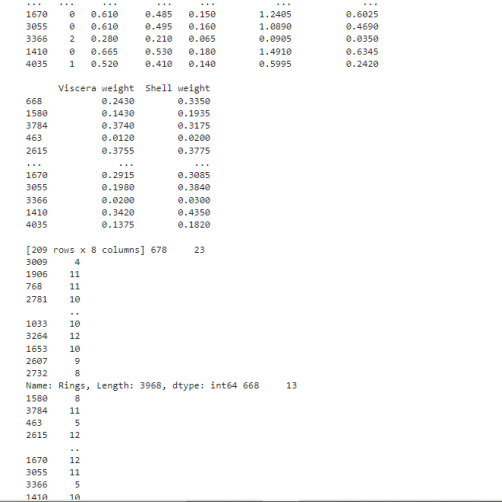 ...    ...    ...    ...    ...    ...    ...
1670    0    0.610    0.485    0.150    1.2405    0.6025
3055    0    0.610    0.495    0.160    1.0890    0.4690
3366    2    0.280    0.210    0.065    0.0905    0.0350
1410    0    0.665    0.530    0.180    1.4910    0.6345
4035    1    0.520    0.410    0.140    0.5995    0.2420
Viscera weight  Shell weight
668    0.2430    0.3350
1580    0.1430    0.1935
3784    0.3740    0.3175
463    0.0120    0.0200
2615    0.3755    0.3775
...    ...    ...
1670    0.2915    0.3085
3055    0.1980    0.3840
3366    0.0200    0.0300
1410    0.3420    0.4350
4035    0.1375    0.1820
[209 rows x 8 columns] 678    23
3009    4
1906    11
768    11
2781    10
..
1033    10
3264    12
1653    10
2607    9
2732    8
Name: Rings, Length: 3968, dtype: int64 668    13
1580    8
3784    11
463    5
2615    12
..
1670    12
3055    11
3366    5
1410    10